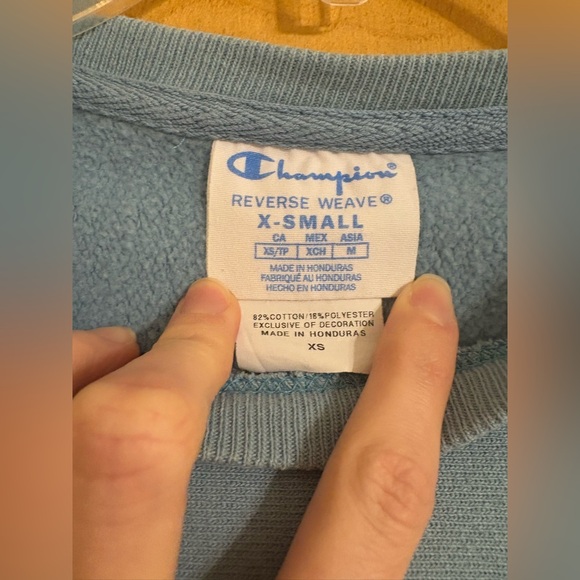 Champion®
REVERSE WEAVE®
X-SMALL
CA MEX ASIA
XS/TP XCH M
MADE IN HONDURAS
FABRIQUÉ AU HONDURAS
HECHO EN HONDURAS
82%COTTON/18%POLYESTER
EXCLUSIVE OF DECORATION
MADE IN HONDURAS
XS